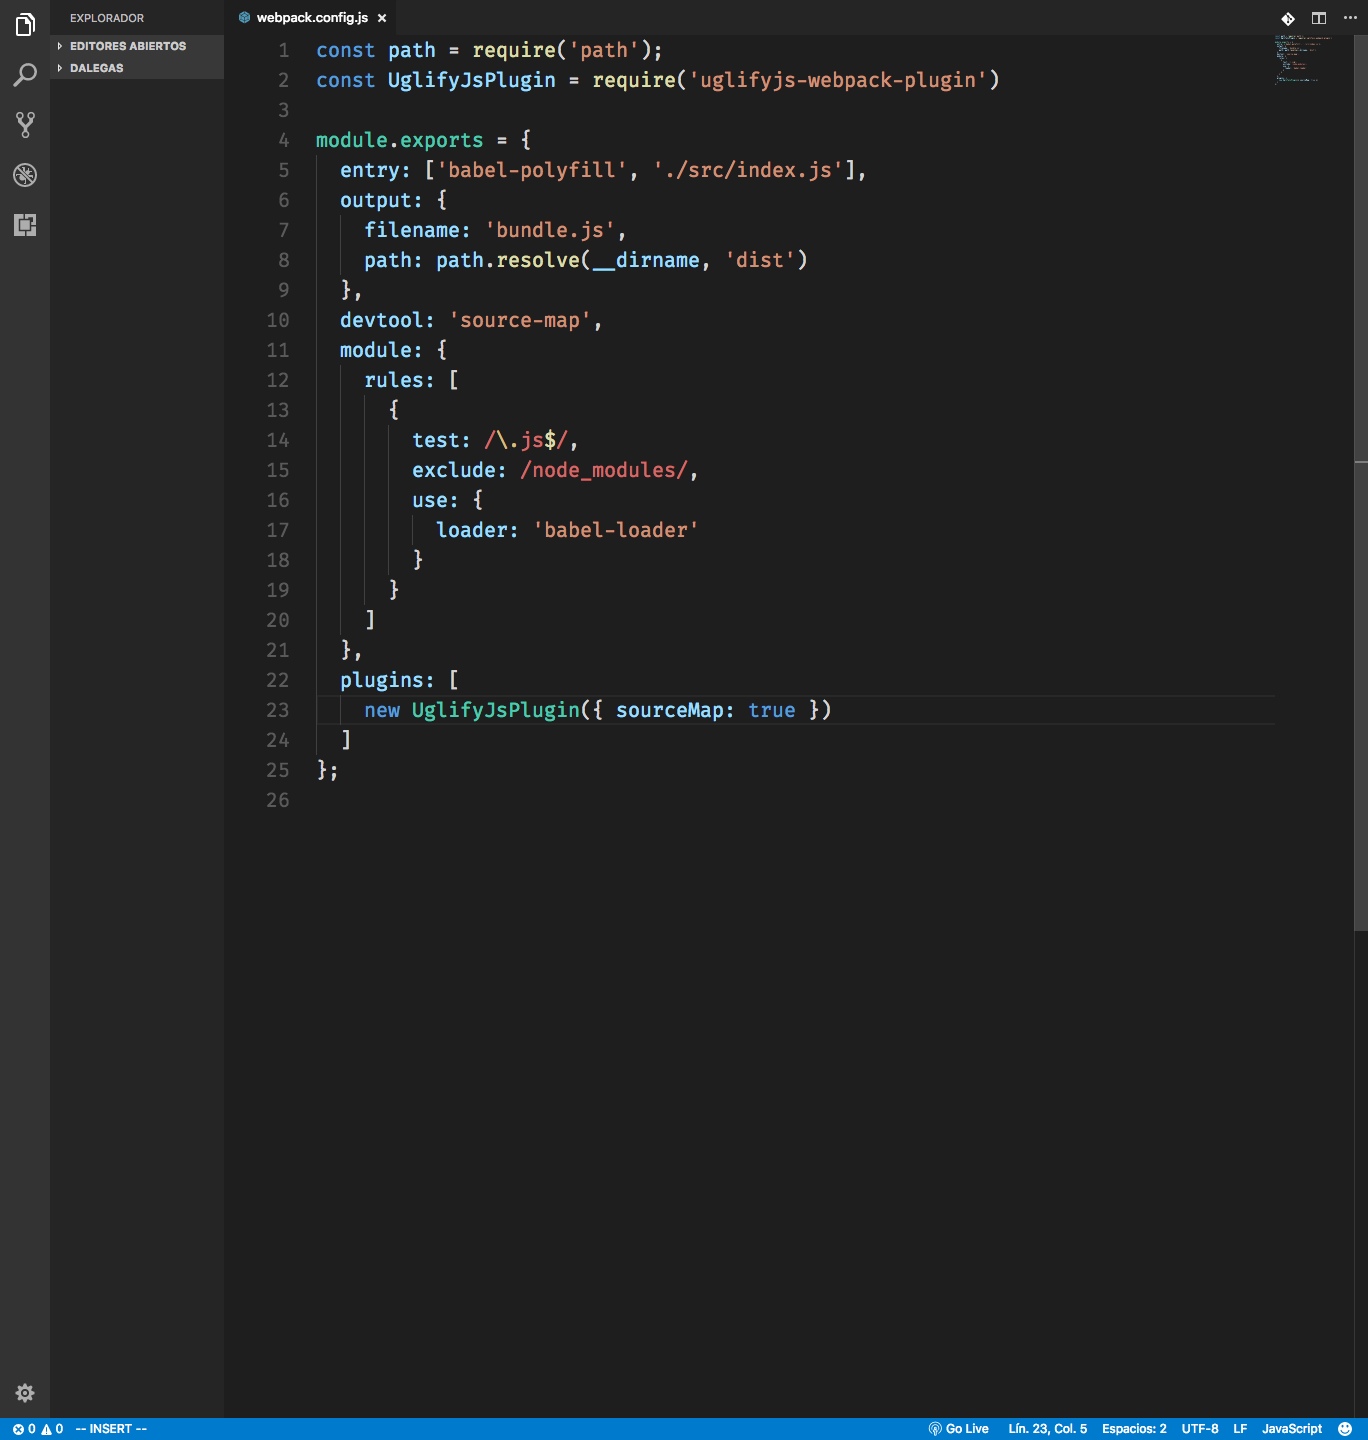 EXPLORADOR
EDITORES ABIERTOS
DALEGAS
webpack.config.js
1 const path = require('path');
2 const UglifyJsPlugin = require('uglifyjs-webpack-plugin')
3
4 module.exports = {
5 entry: ['babel-polyfill', './src/index.js'],
6 output: {
7 filename: 'bundle.js',
8 path: path.resolve(__dirname, 'dist')
9 },
10 devtool: 'source-map',
11 module: {
12 rules: [
13 {
14 test: /\.js$/,
15 exclude: /node_modules/,
16 use: {
17 loader: 'babel-loader'
18 }
19 }
20 ]
21 },
22 plugins: [
23 new UglifyJsPlugin({ sourceMap: true })
24 ]
25 };
26
0 0 -- INSERT -- Go Live Lín. 23, Col. 5 Espacios: 2 UTF-8 LF JavaScript